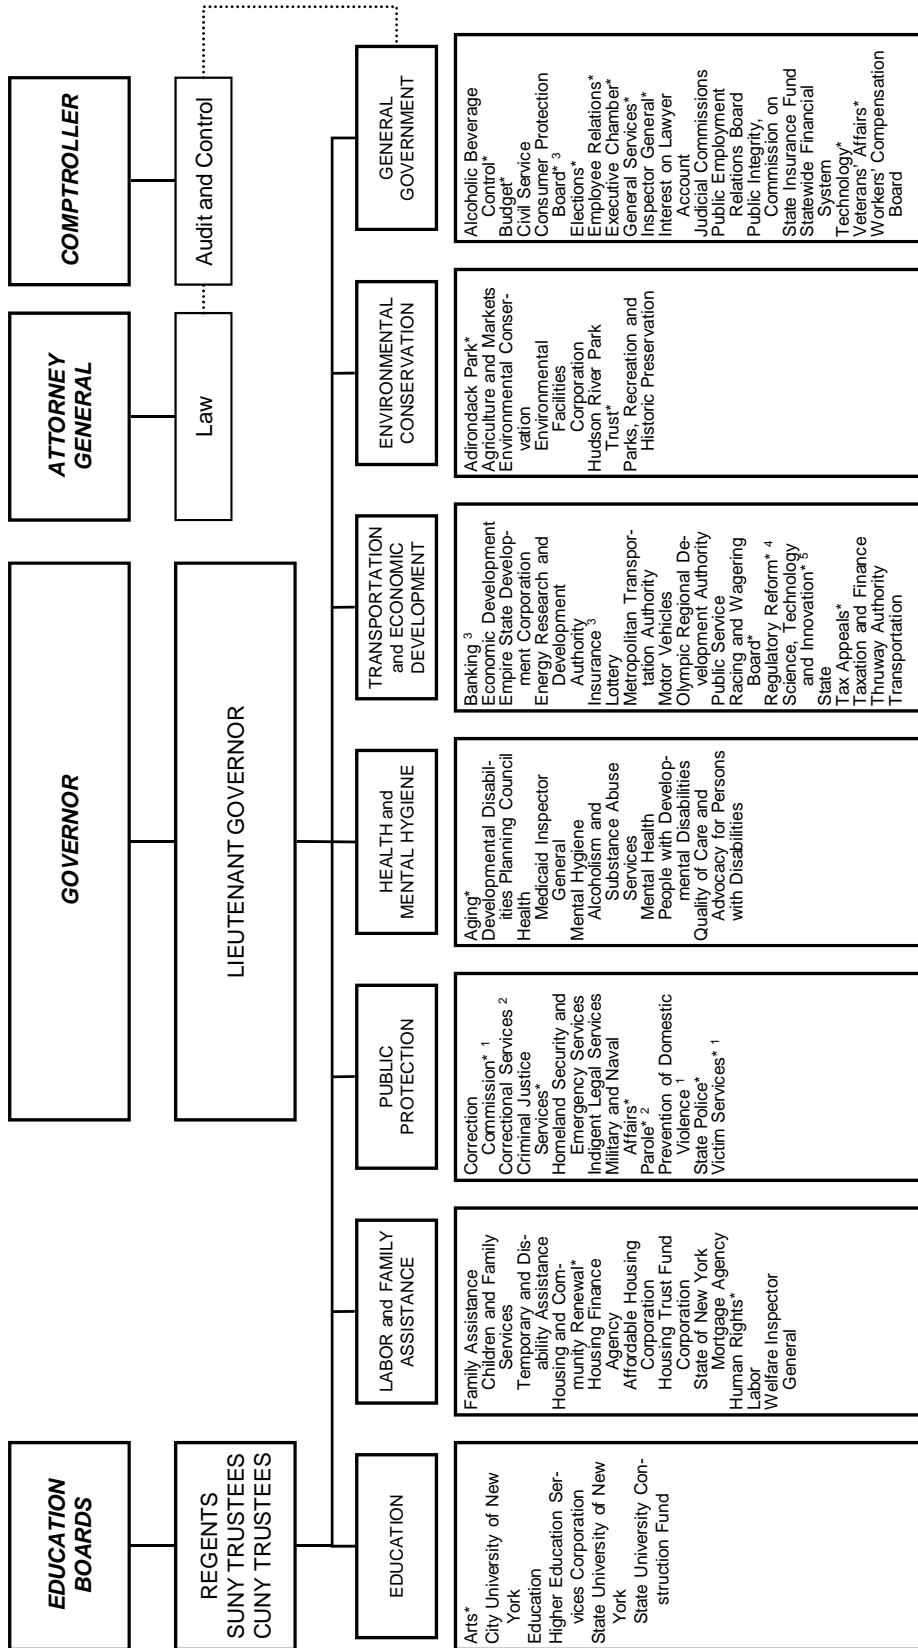 EDUCATION
BOARDS
GOVERNOR
ATTORNEY
GENERAL
COMPTROLLER
REGENTS
SUNY TRUSTEES
CUNY TRUSTEES
LIEUTENANT GOVERNOR
Law
Audit and Control
EDUCATION
LABOR and FAMILY
ASSISTANCE
PUBLIC
PROTECTION
HEALTH and
MENTAL HYGIENE
TRANSPORTATION
and ECONOMIC
DEVELOPMENT
ENVIRONMENTAL
CONSERVATION
GENERAL
GOVERNMENT
Arts*
City University of New
York
Education
Higher Education Ser-
vices Corporation
State University of New
York
State University Con-
struction Fund
Family Assistance
Children and Family
Services
Temporary and Dis-
ability Assistance
Housing and Com-
munity Renewal*
Housing Finance
Agency
Affordable Housing
Corporation
Housing Trust Fund
Corporation
State of New York
Mortgage Agency
Human Rights*
Labor
Welfare Inspector
General
Correction
Commission* 1
Correctional Services 2
Criminal Justice
Services*
Homeland Security and
Emergency Services
Indigent Legal Services
Military and Naval
Affairs*
Parole* 2
Prevention of Domestic
Violence 1
State Police*
Victim Services* 1
Aging*
Developmental Disabil-
ities Planning Council
Health
Medicaid Inspector
General
Mental Hygiene
Alcoholism and
Substance Abuse
Services
Mental Health
People with Develop-
mental Disabilities
Quality of Care and
Advocacy for Persons
with Disabilities
Banking 3
Economic Development
Empire State Develop-
ment Corporation
Energy Research and
Development
Authority
Insurance 3
Lottery
Metropolitan Transpor-
tation Authority
Motor Vehicles
Olympic Regional De-
velopment Authority
Public Service
Racing and Wagering
Board*
Regulatory Reform* 4
Science, Technology
and Innovation* 5
State
Tax Appeals*
Taxation and Finance
Thruway Authority
Transportation
Adirondack Park*
Agriculture and Markets
Environmental Conser-
vation
Environmental
Facilities
Corporation
Hudson River Park
Trust*
Parks, Recreation and
Historic Preservation
Alcoholic Beverage
Control*
Budget*
Civil Service
Consumer Protection
Board* 3
Elections*
Employee Relations*
Executive Chamber*
General Services*
Inspector General*
Interest on Lawyer
Account
Judicial Commissions
Public Employment
Relations Board
Public Integrity,
Commission on
State Insurance Fund
Statewide Financial
System
Technology*
Veterans' Affairs*
Workers' Compensation
Board